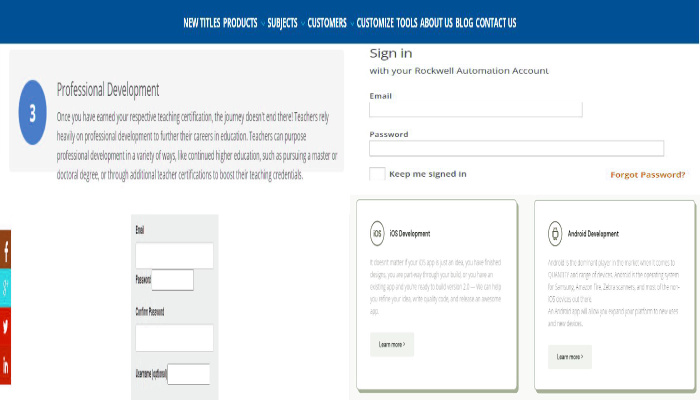 NEW TITLES PRODUCTS SUBJECTS CUSTOMERS CUSTOMIZE TOOLS ABOUT US BLOG CONTACT US
Sign in
with your Rockwell Automation Account
Email
Password
Keep me signed in Forgot Password?
3
Professional Development
Once you have earned your respective teaching certification, the journey doesn't end there! Teachers rely
heavily on professional development to further their careers in education. Teachers can purpose
professional development in a variety of ways, like continued higher education, such as pursuing a master or
doctoral degree, or through additional teacher certifications to boost their teaching credentials.
Email
Password
Confirm Password
Username (optional)
iOS
iOS Development
It doesn't matter if your iOS app is just an idea, you have finished
designs, you are part-way through your build, or you have an
existing app and you're ready to build version 2.0 — We can help
you refine your idea, write quality code, and release an awesome
app.
Learn more ›
Android Development
Android is the dominant player in the market when it comes to
QUANTITY and range of devices. Android is the operating system
for Samsung, Amazon Fire, Zebra scanners, and most of the non-
iOS devices out there.
An Android app will allow you expand your platform to new users
and new devices.
Learn more ›